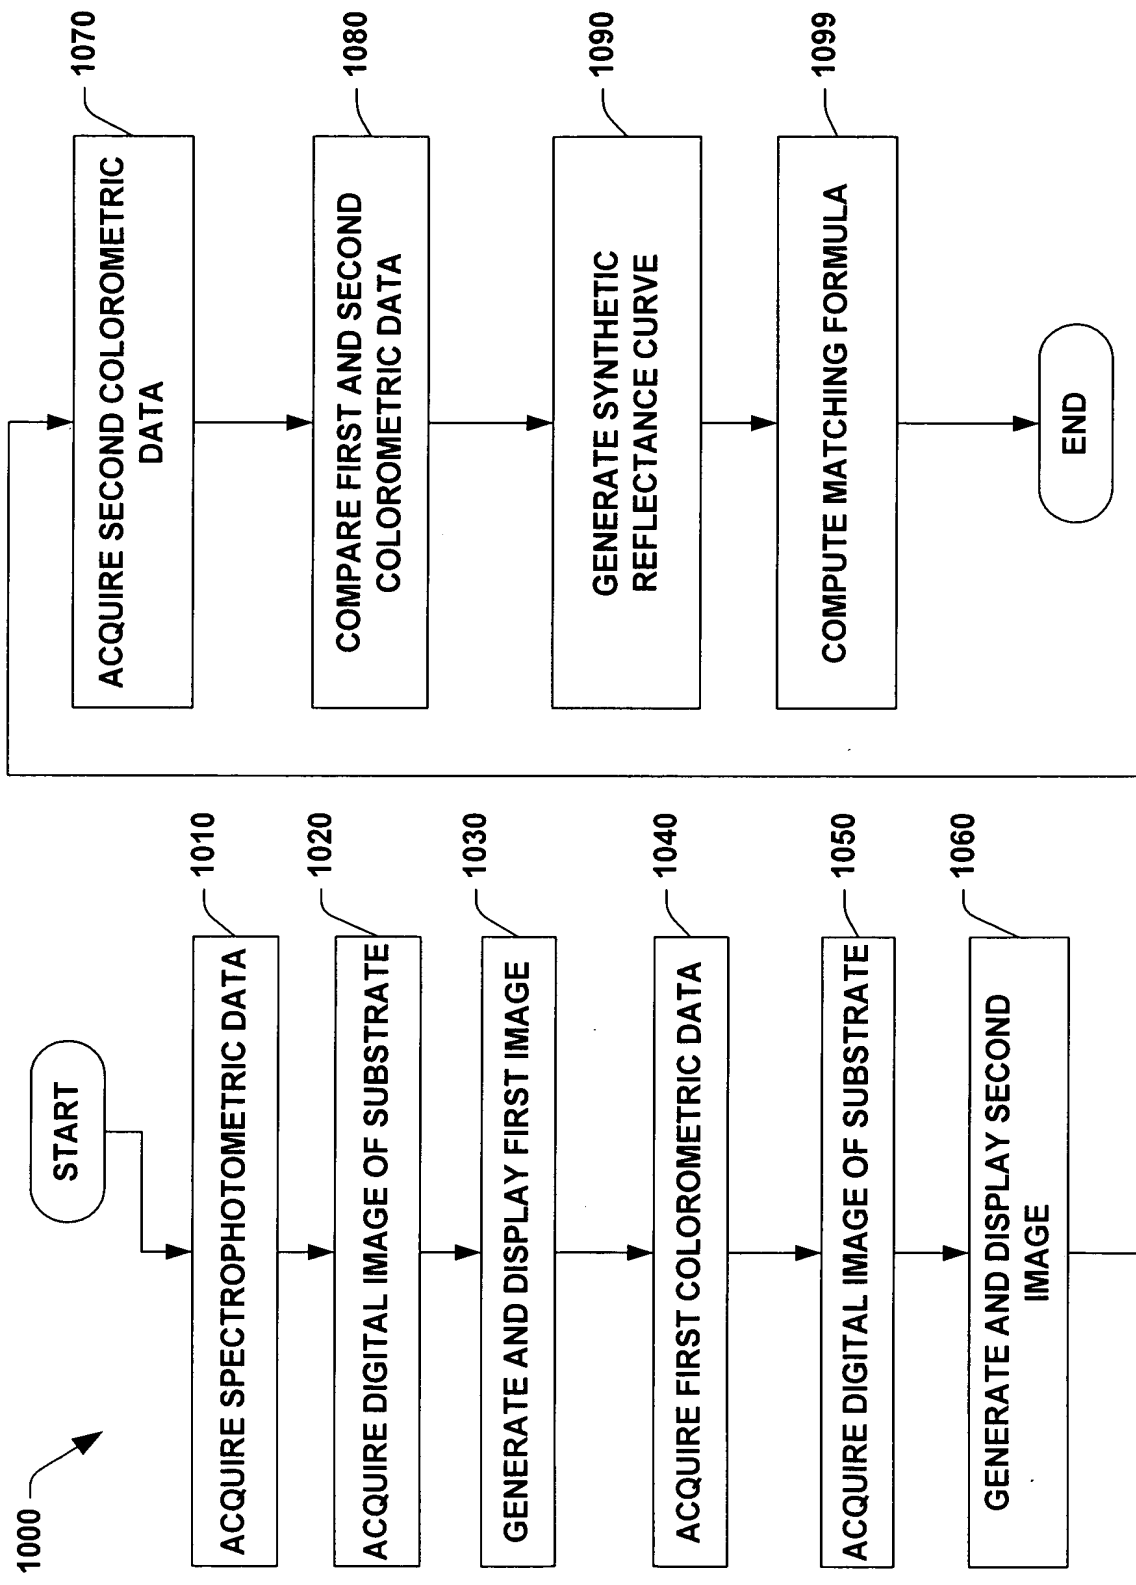 1000
START
ACQUIRE SPECTROPHOTOMETRIC DATA
1010
ACQUIRE DIGITAL IMAGE OF SUBSTRATE
1020
GENERATE AND DISPLAY FIRST IMAGE
1030
ACQUIRE FIRST COLOROMETRIC DATA
1040
ACQUIRE DIGITAL IMAGE OF SUBSTRATE
1050
GENERATE AND DISPLAY SECOND
IMAGE
1060
ACQUIRE SECOND COLOROMETRIC
DATA
1070
COMPARE FIRST AND SECOND
COLOROMETRIC DATA
1080
GENERATE SYNTHETIC
REFLECTANCE CURVE
1090
COMPUTE MATCHING FORMULA
1099
END